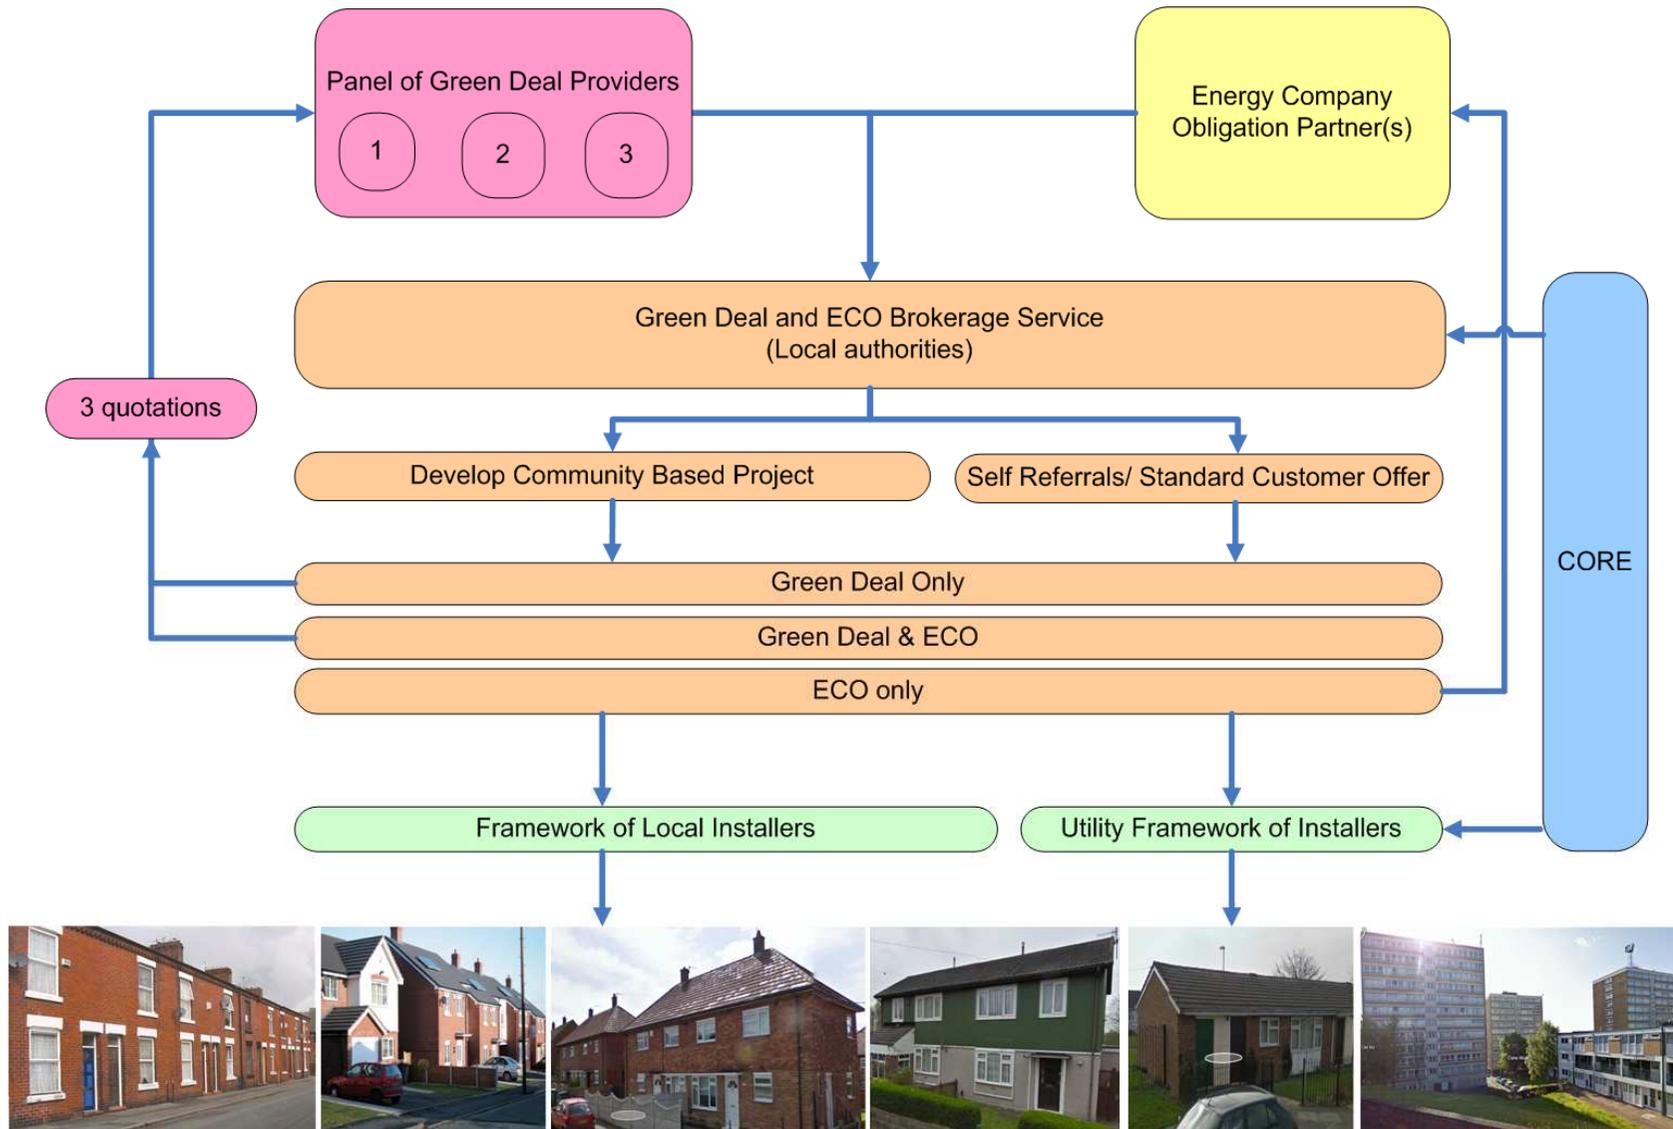 Panel of Green Deal Providers
1
2
3
Energy Company
Obligation Partner(s)
Green Deal and ECO Brokerage Service
(Local authorities)
3 quotations
Develop Community Based Project
Self Referrals/ Standard Customer Offer
Green Deal Only
CORE
Green Deal & ECO
ECO only
Framework of Local Installers
Utility Framework of Installers